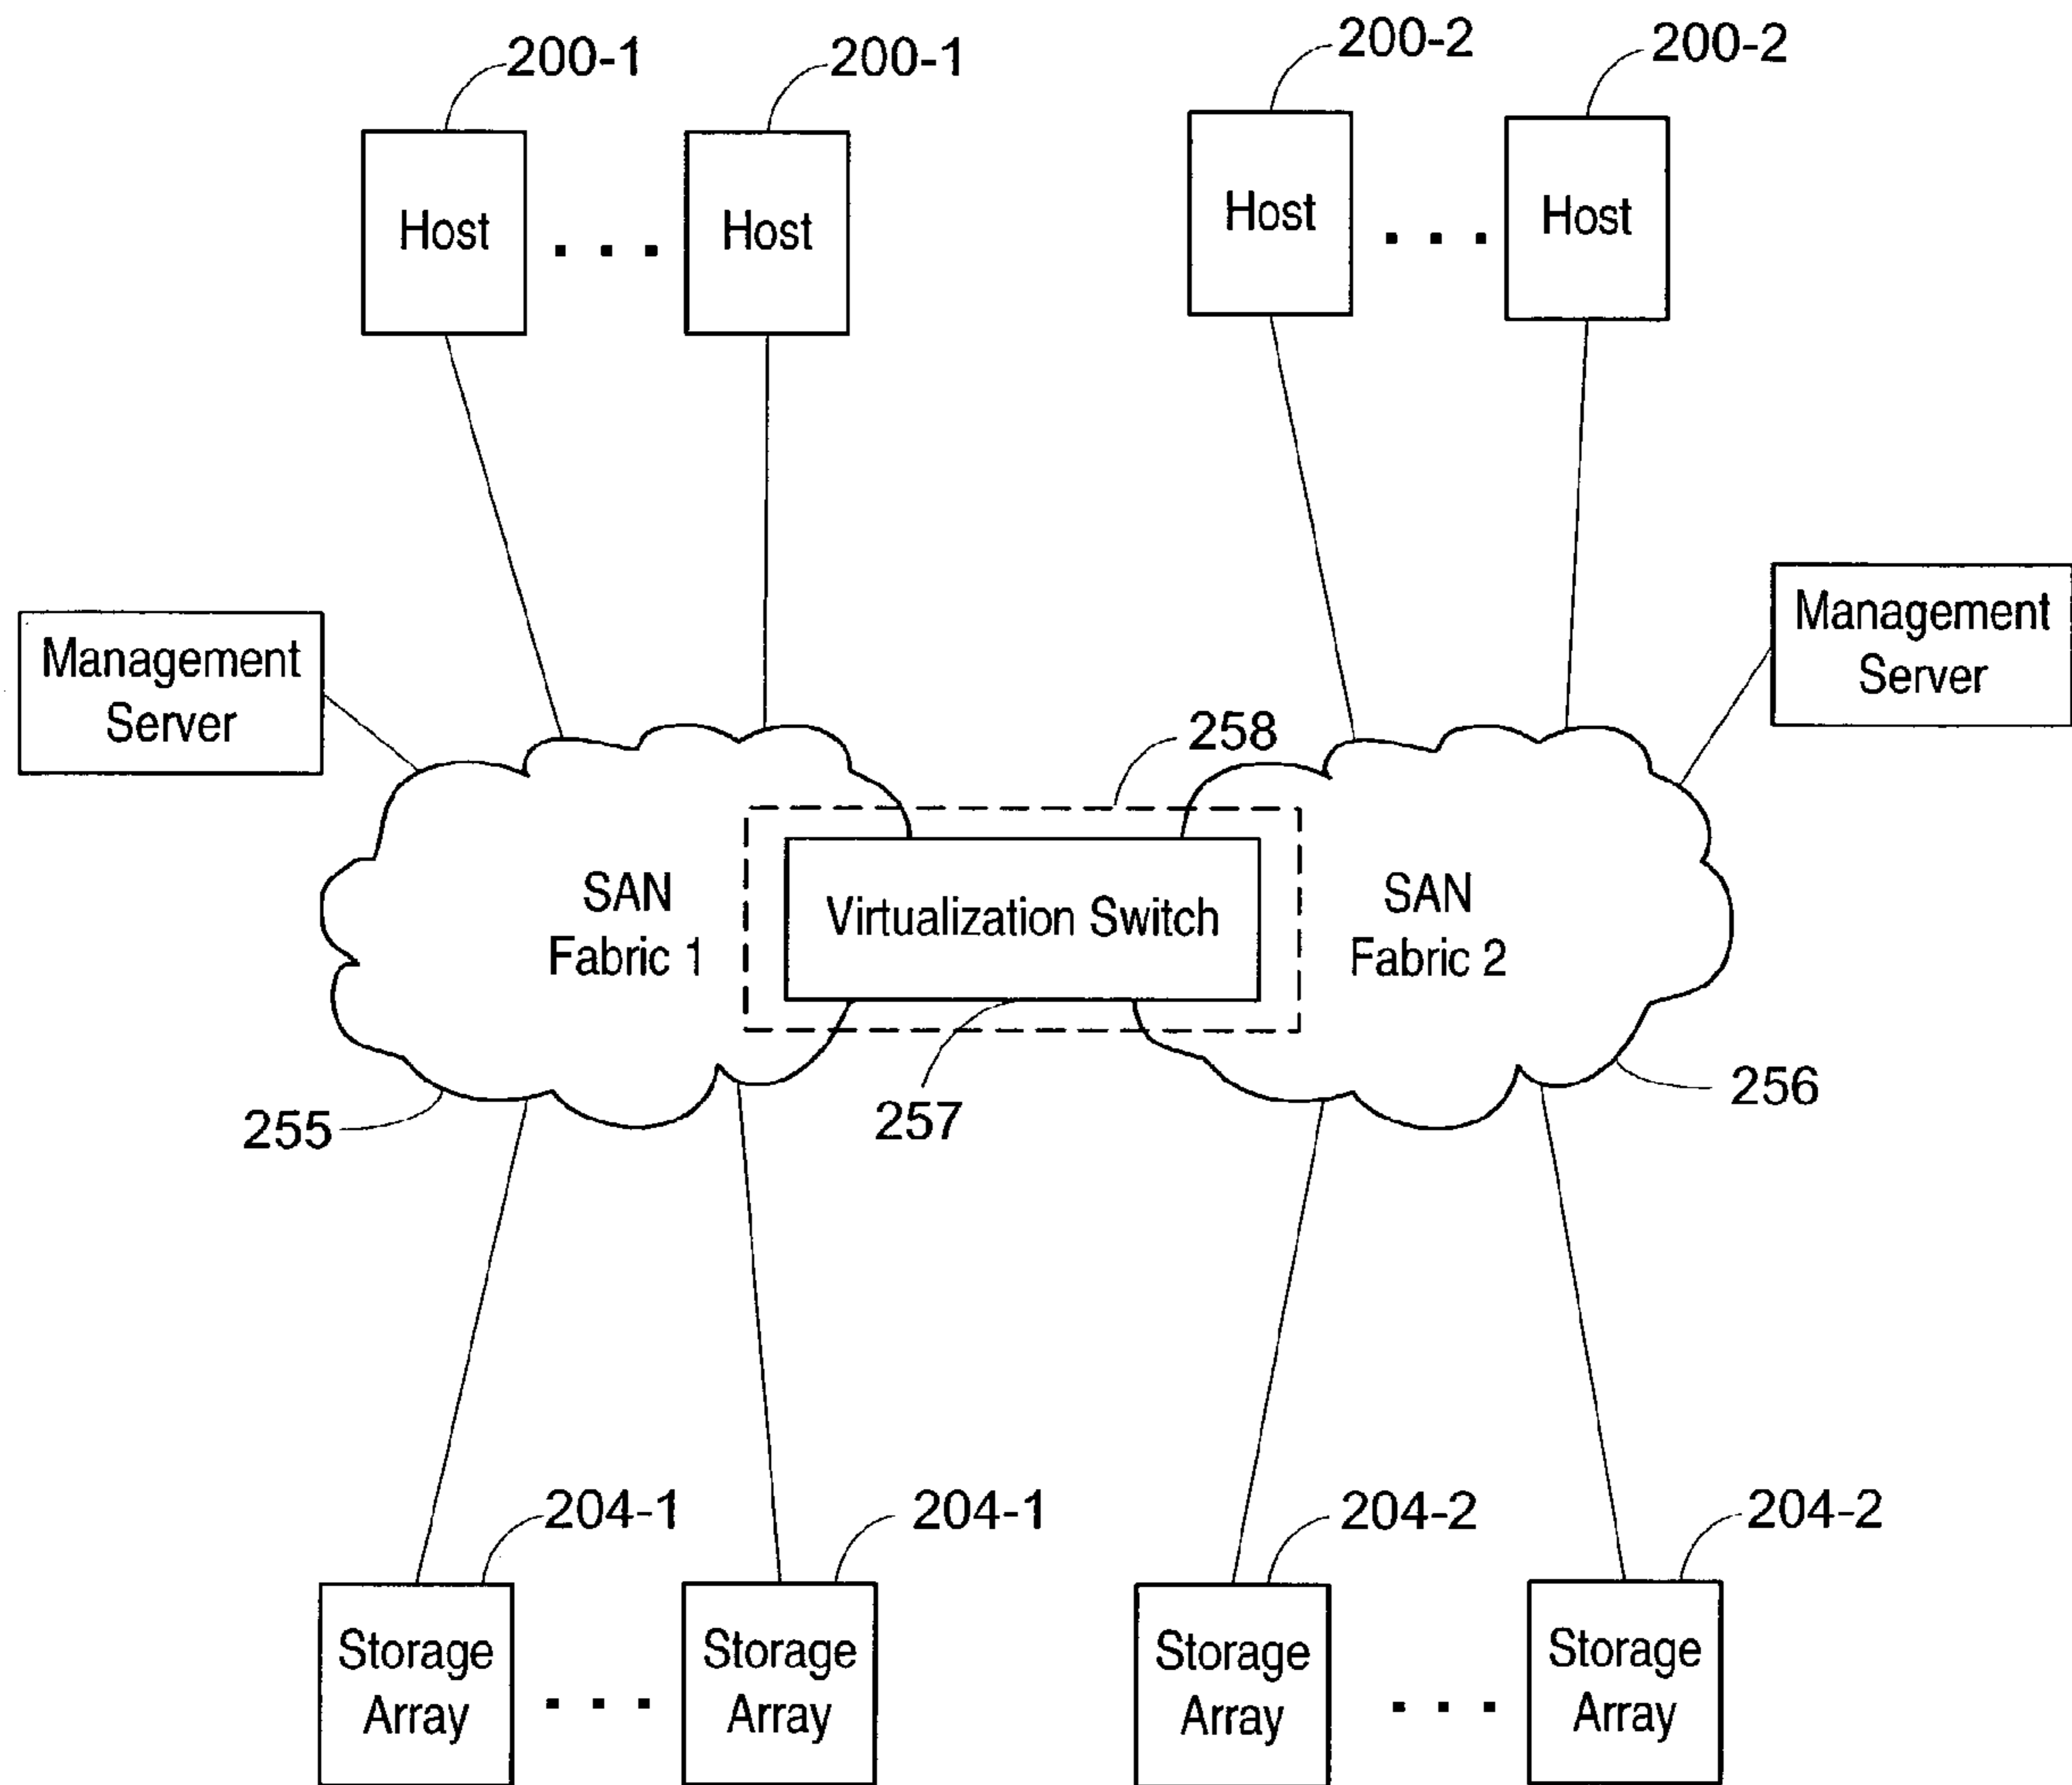 200-1
200-1
200-2
200-2
Host
Host
Host
Host
Management
Server
Management
Server
258
SAN
Fabric 1
Virtualization Switch
SAN
Fabric 2
255
257
256
204-1
204-1
204-2
204-2
Storage
Array
Storage
Array
Storage
Array
Storage
Array